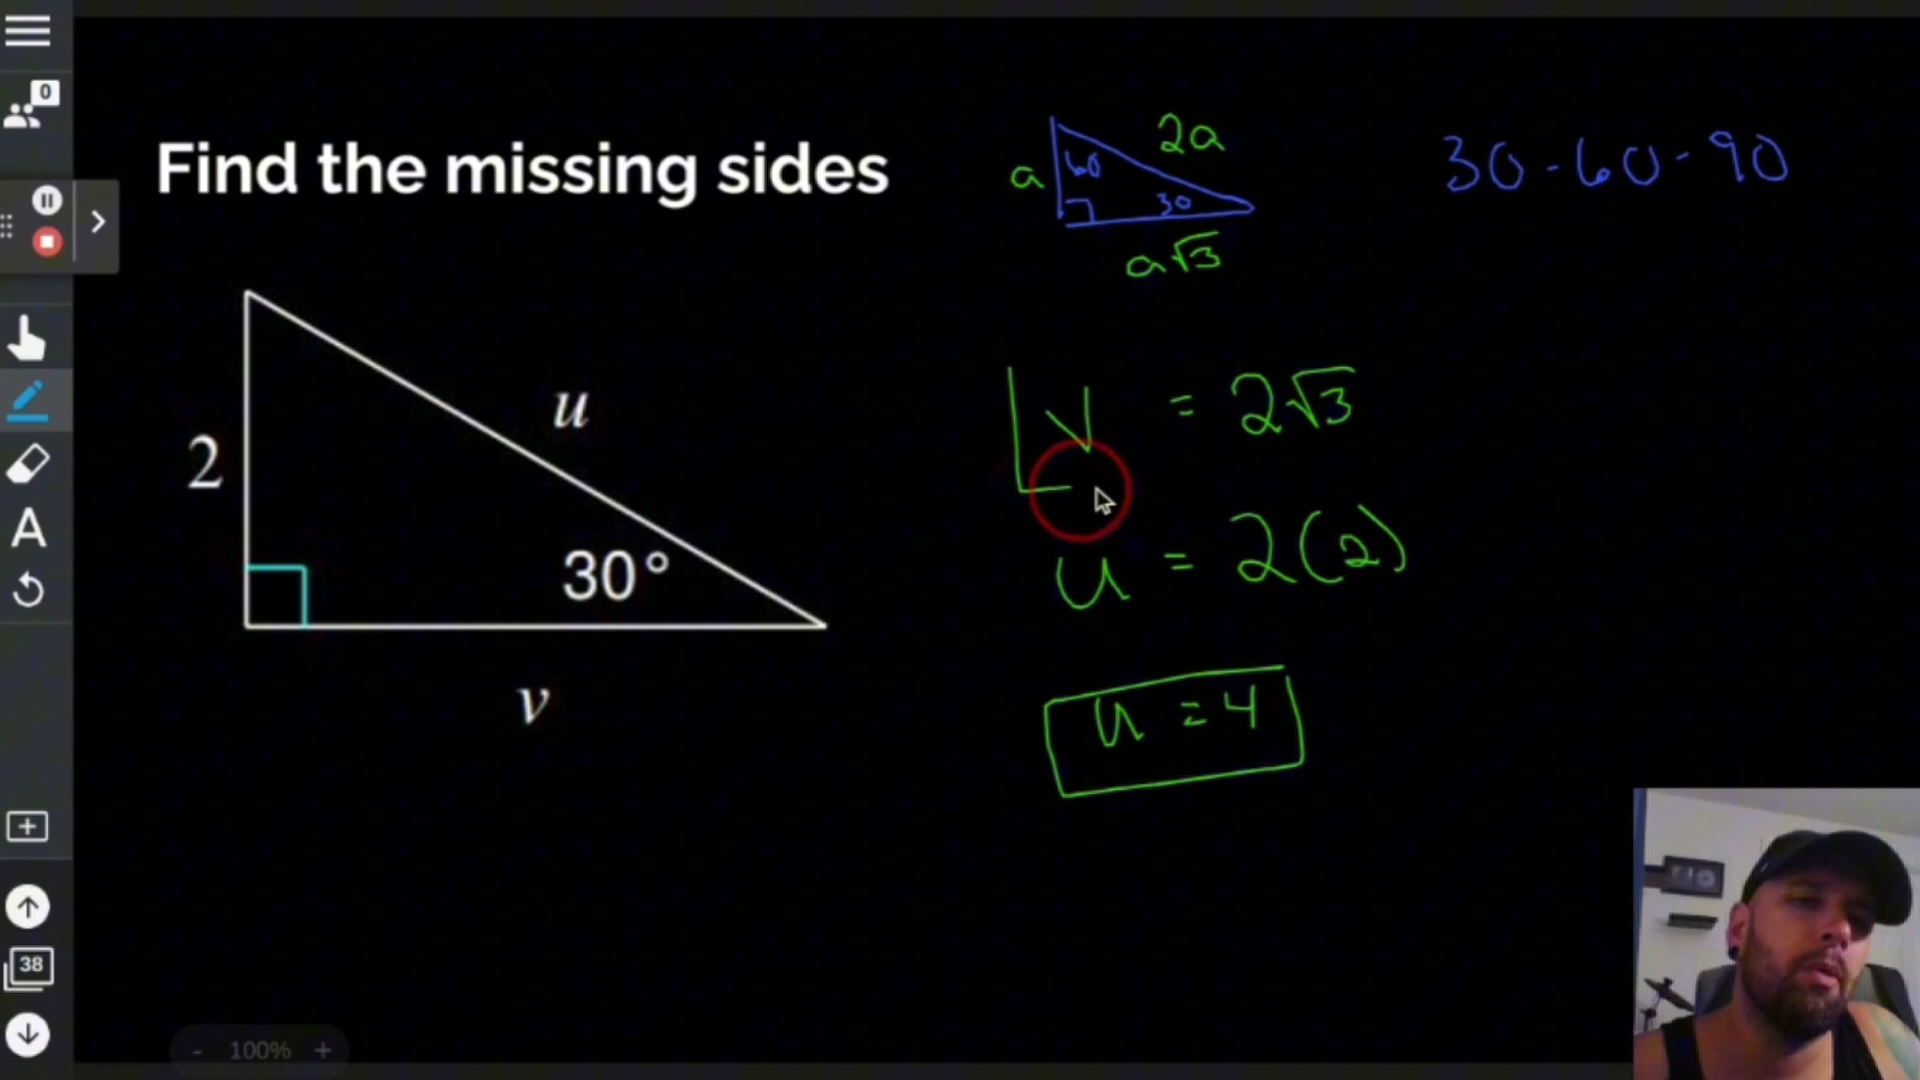 0
Find the missing sides
2a
30-60-90
a
60
30
a√3
u
2
30°
v
V = 2√3
u = 2(2)
u = 4
A
38
- 100% +